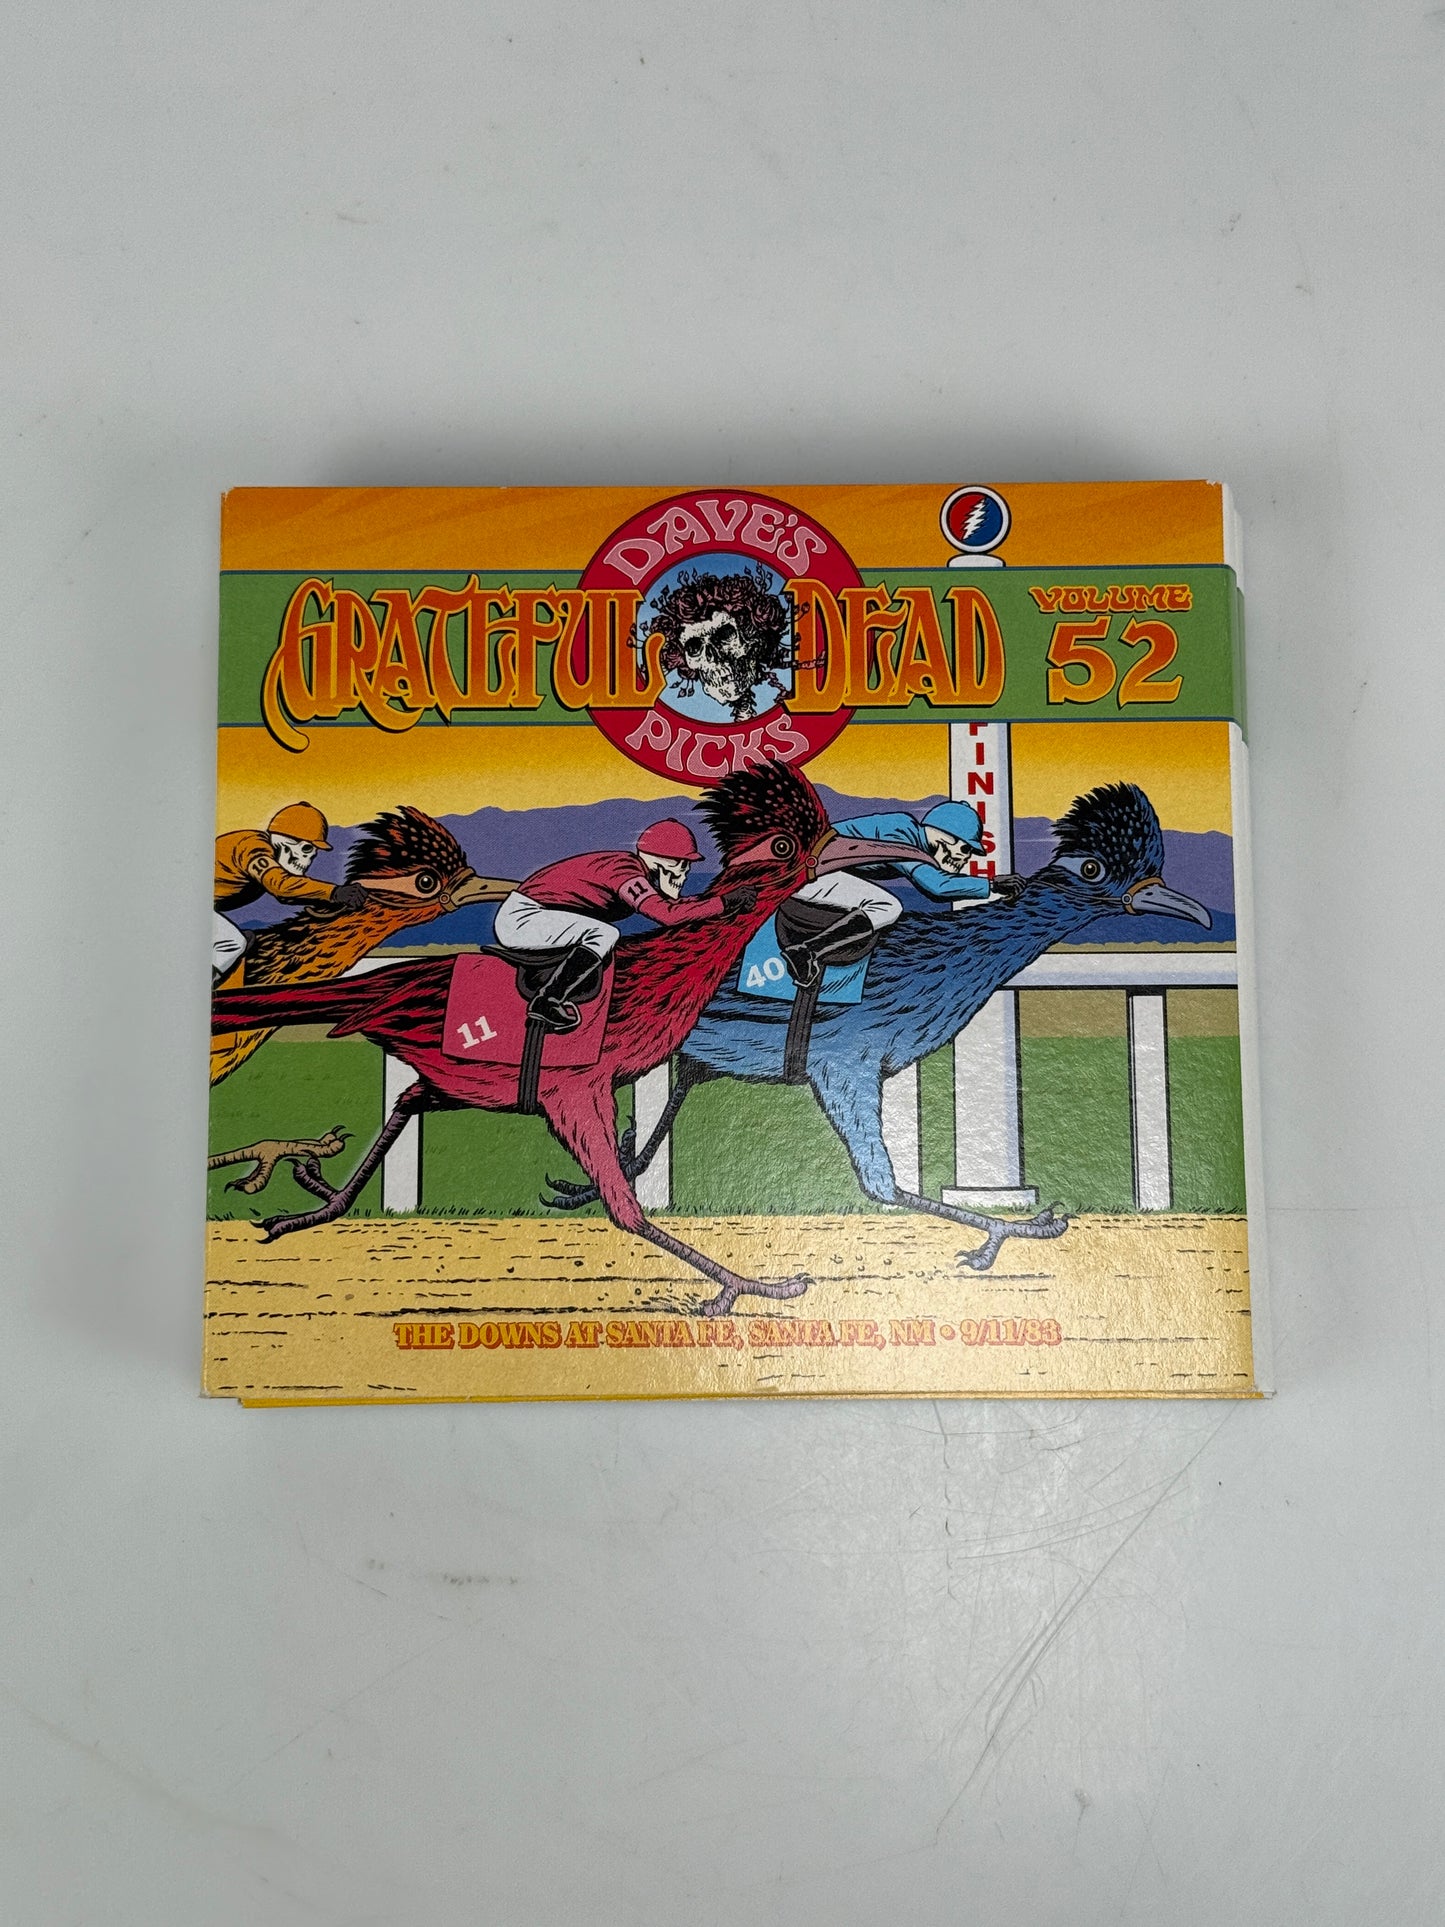 DAVE'S
GRATEFUL DEAD
VOLUME
52
PICKS
FINISH
10
11
11
40
THE DOWNS AT SANTA FE, SANTA FE, NM • 9/11/83